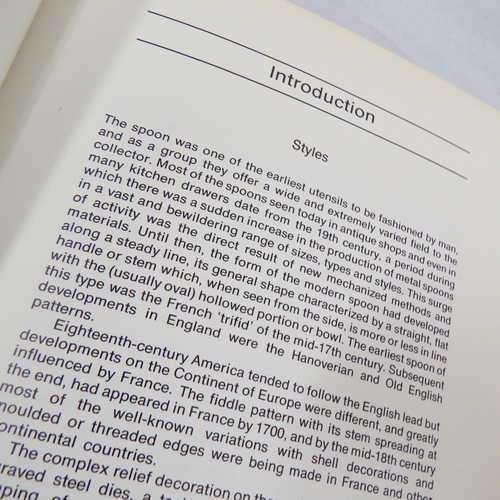 Introduction
Styles
The spoon was one of the earliest utensils to be fashioned by man,
and as a group they offer a wide and extremely varied field to the
collector. Most of the spoons seen today in antique shops and even in
many kitchen drawers date from the 19th century, a period during
which there was a sudden increase in the production of metal spoons
in a vast and bewildering range of sizes, types and styles. This surge
of activity was the direct result of new mechanized methods and
materials. Until then, the form of the modern spoon had developed
along a steady line, its general shape characterized by a straight, flat
handle or stem which, when seen from the side, is more or less in line
with the (usually oval) hollowed portion or bowl. The earliest spoon of
this type was the French 'trifid' of the mid-17th century. Subsequent
developments in England were the Hanoverian and Old English
patterns.
Eighteenth-century America tended to follow the English lead but
developments on the Continent of Europe were different, and greatly
influenced by France. The fiddle pattern with its stem spreading at
the end, had appeared in France by 1700, and by the mid-18th century
most of the well-known variations with shell decorations and
moulded or threaded edges were being made in France and other
continental countries.
The complex relief decoration on the
graved steel dies, a
ping of